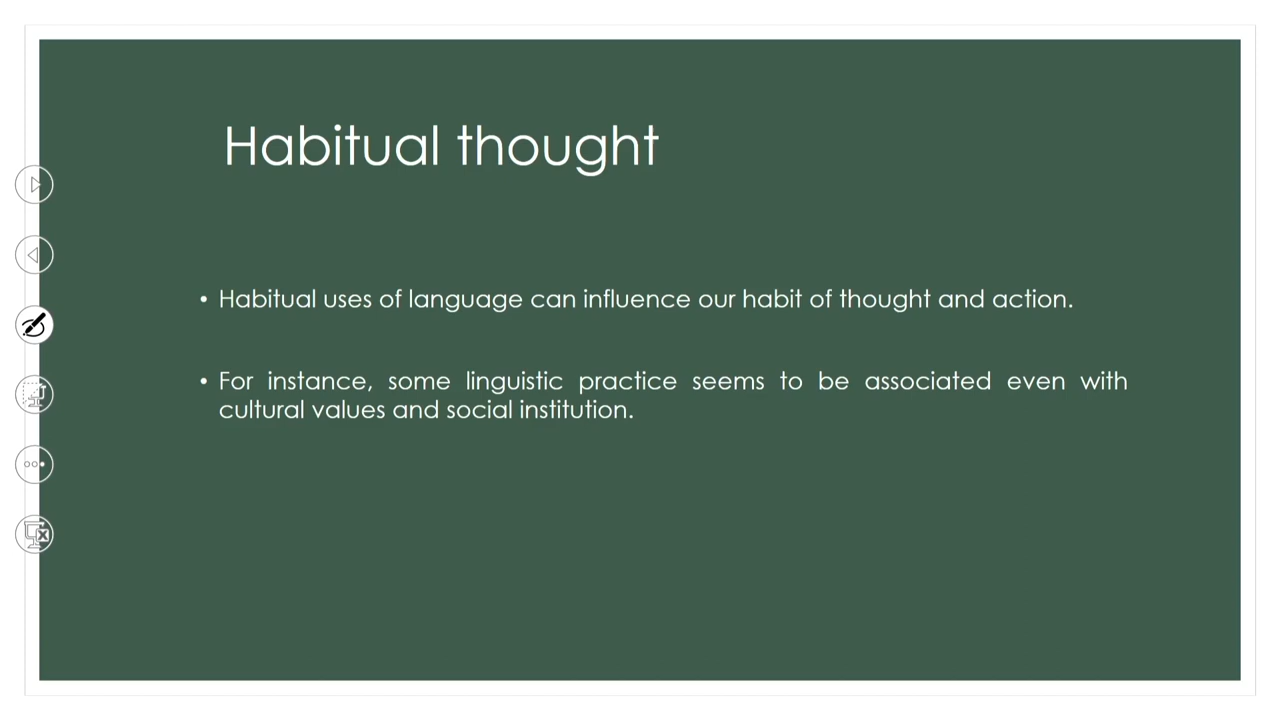 Habitual thought
• Habitual uses of language can influence our habit of thought and action.
• For instance, some linguistic practice seems to be associated even with
cultural values and social institution.